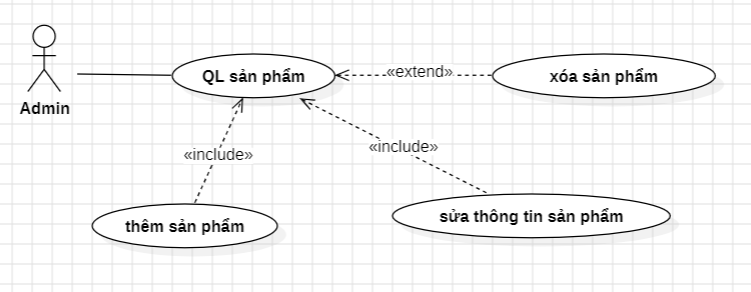 QL sản phẩm
«extend»
xóa sản phẩm
Admin
«include»
«include»
thêm sản phẩm
sửa thông tin sản phẩm